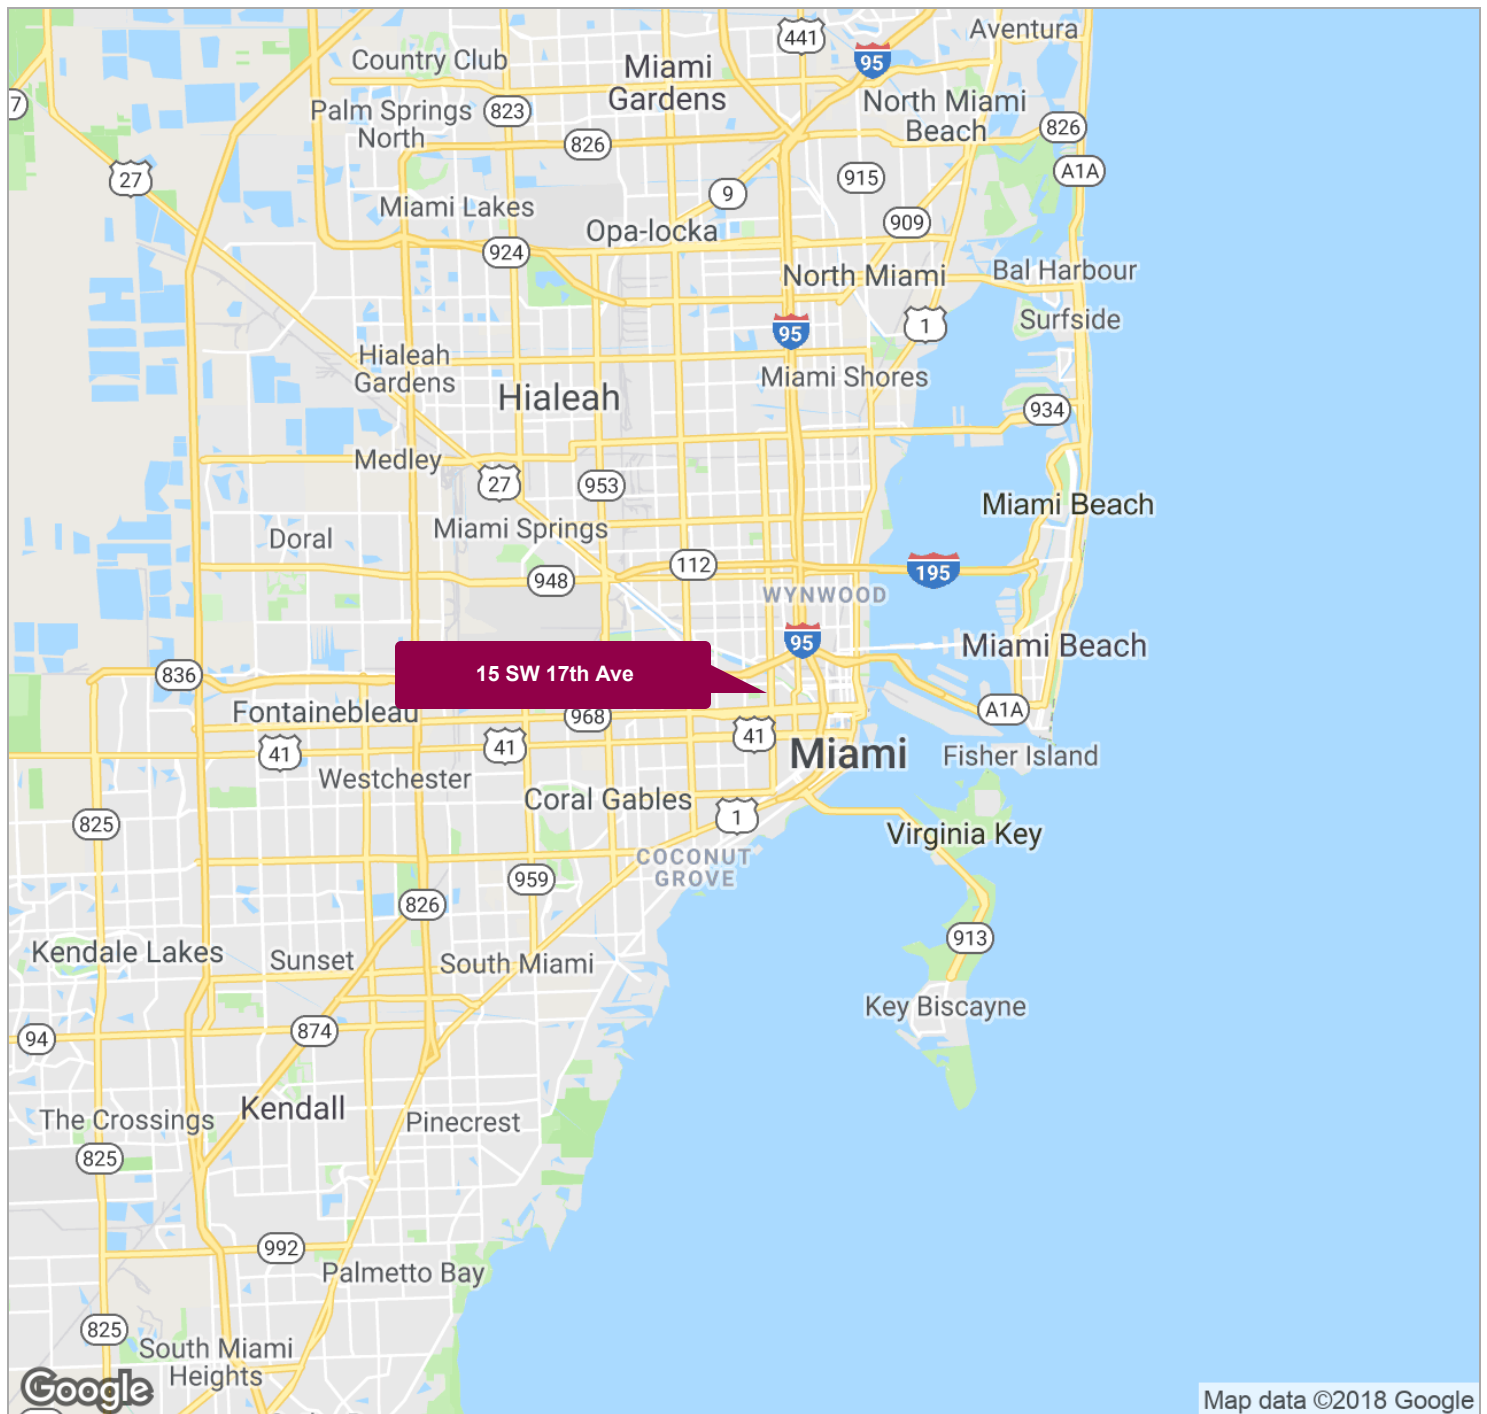 Aventura
441
Country Club
95
Miami
Gardens
7
Palm Springs
North
823
North Miami
Beach
826
826
27
9
915
A1A
Miami Lakes
909
Opa-locka
924
North Miami
Bal Harbour
1
Surfside
95
Hialeah
Gardens
Miami Shores
Hialeah
934
Medley
27
953
Miami Beach
Miami Springs
Doral
112
195
948
WYNWOOD
95
Miami Beach
15 SW 17th Ave
836
Fontainebleau
968
A1A
41
41
41
Miami
Fisher Island
Westchester
Coral Gables
1
825
Virginia Key
COCONUT
GROVE
959
826
913
Kendale Lakes
Sunset
South Miami
Key Biscayne
94
874
Kendall
The Crossings
Pinecrest
825
992
Palmetto Bay
825
South Miami
Heights
Google
Map data ©2018 Google